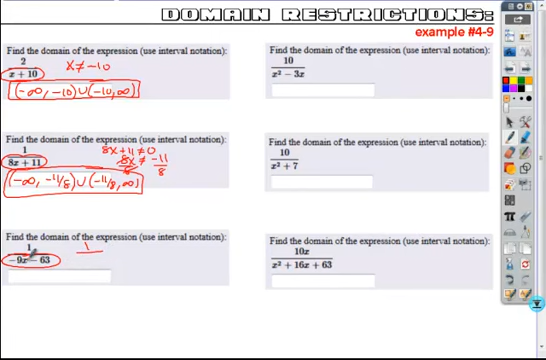 DOMAIN RESTRICTIONS:
example #4-9
Find the domain of the expression (use interval notation):
2
x + 10
x ≠ -10
(-∞, -10) ∪ (-10, ∞)
Find the domain of the expression (use interval notation):
10
x² − 3x
Find the domain of the expression (use interval notation):
1
8x + 11
8x+11 ≠ 0
8x ≠ -11
8 8
(-∞, -11/8) ∪ (-11/8, ∞)
Find the domain of the expression (use interval notation):
10
x² + 7
Find the domain of the expression (use interval notation):
1
−9x − 63
1
Find the domain of the expression (use interval notation):
10x
x² + 16x + 63